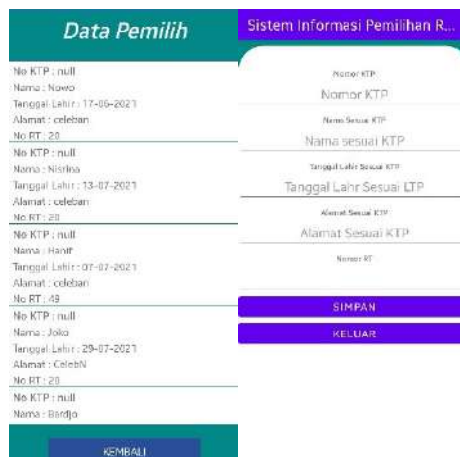 Data Pemilih
No KTP : null
Nama : Nowo
Tanggal Lahir : 17-06-2021
Alamat : celeban
No RT : 20
No KTP : null
Nama : Nisrina
Tanggal Lahir : 13-07-2021
Alamat : celeban
No RT : 20
No KTP : null
Nama : Hanif
Tanggal Lahir : 07-07-2021
Alamat : celeban
No RT : 49
No KTP : null
Nama : Joko
Tanggal Lahir : 29-07-2021
Alamat : CelebN
No RT : 20
No KTP : null
Nama : Bardjo
KEMBALI
Sistem Informasi Pemilihan R...
Nomor KTP
Nomor KTP
Nama Sesuai KTP
Nama sesuai KTP
Tanggal Lahir Sesuai KTP
Tanggal Lahr Sesuai LTP
Alamat Sesuai KTP
Alamat Sesuai KTP
Nomor RT
SIMPAN
KELUAR